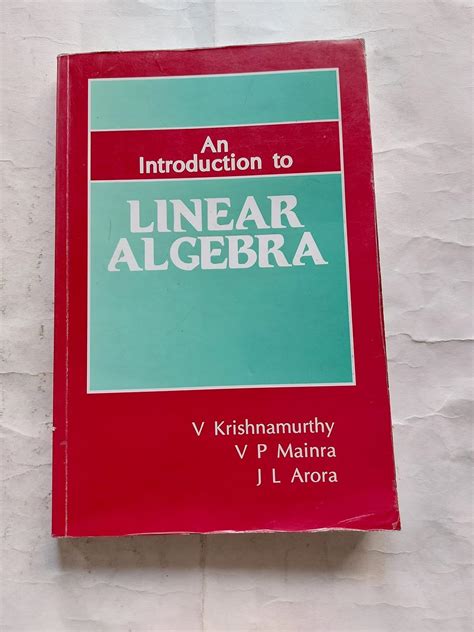 An
Introduction to
LINEAR
ALGEBRA
V Krishnamurthy
V P Mainra
J L Arora